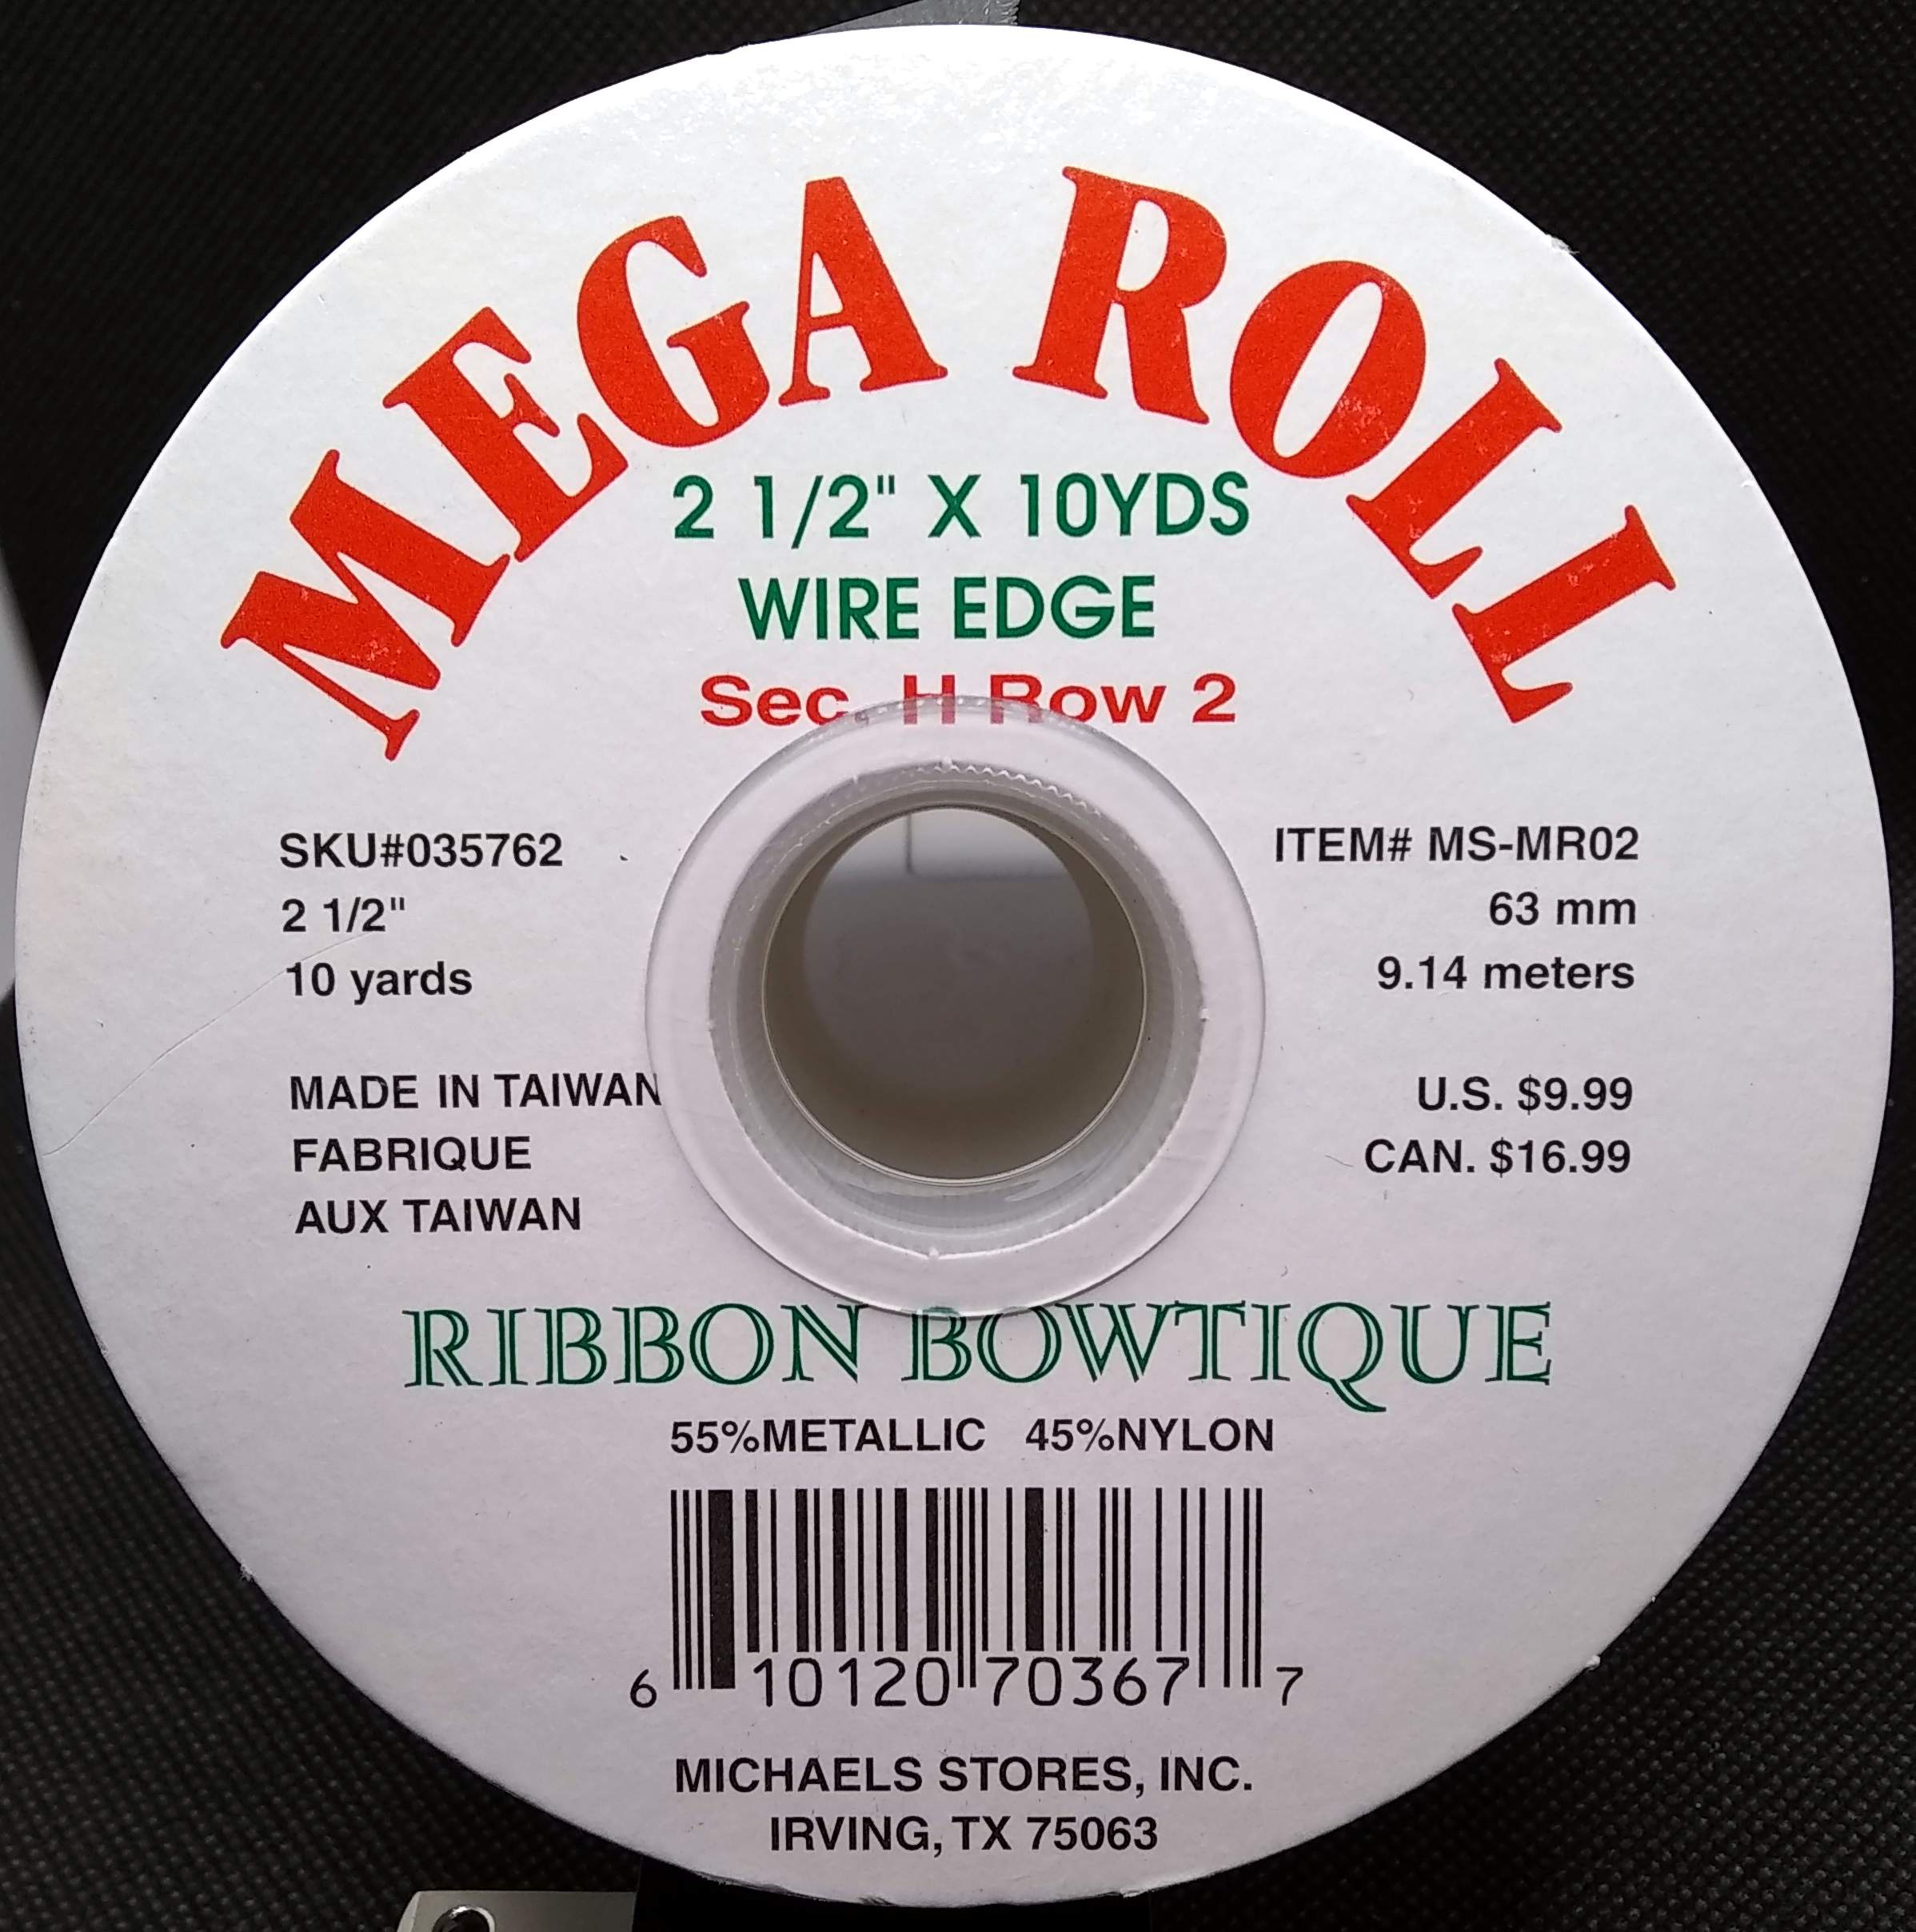 MEGA ROLL
2 1/2" X 10YDS
WIRE EDGE
Sec. H Row 2
SKU#035762
2 1/2"
10 yards
MADE IN TAIWAN
FABRIQUE
AUX TAIWAN
ITEM# MS-MR02
63 mm
9.14 meters
U.S. $9.99
CAN. $16.99
RIBBON BOWTIQUE
55%METALLIC 45%NYLON
6 10120 70367 7
MICHAELS STORES, INC.
IRVING, TX 75063